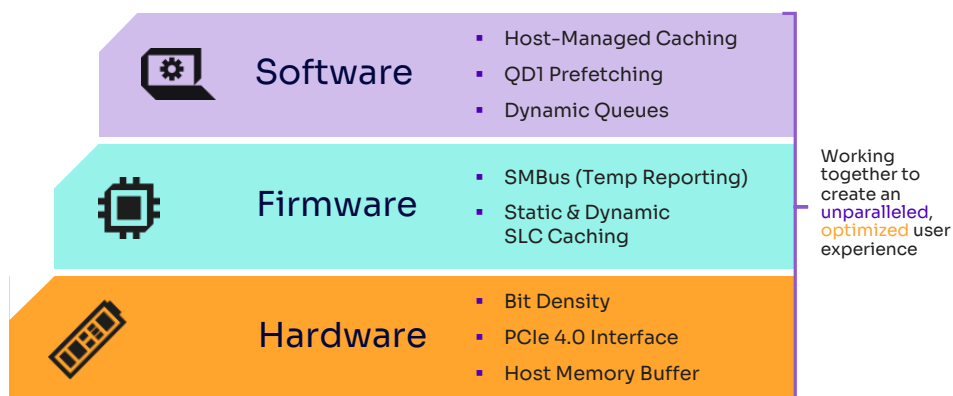 Software
Host-Managed Caching
QD1 Prefetching
Dynamic Queues
Firmware
SMBus (Temp Reporting)
Static & Dynamic
SLC Caching
Hardware
Bit Density
PCIe 4.0 Interface
Host Memory Buffer
Working
together to
create an
unparalleled,
optimized user
experience